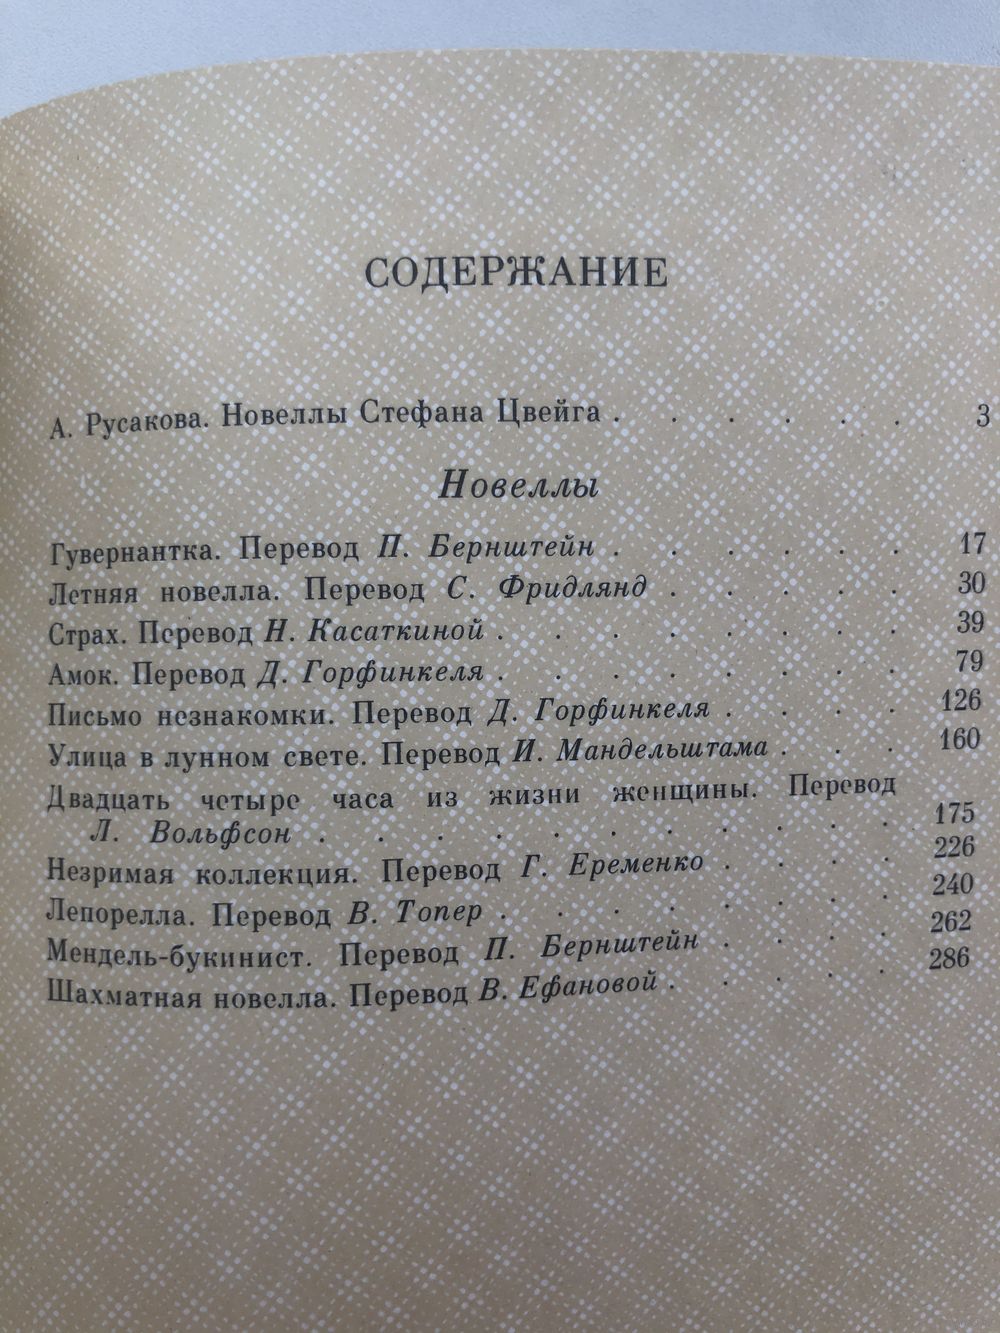 СОДЕРЖАНИЕ
А. Русакова. Новеллы Стефана Цвейга . . . . . . 3
Новеллы
Гувернантка. Перевод П. Бернштейн . . . . . . 17
Летняя новелла. Перевод С. Фридлянд . . . . . 30
Страх. Перевод Н. Касаткиной . . . . . . . . 39
Амок. Перевод Д. Горфинкеля . . . . . . . . 79
Письмо незнакомки. Перевод Д. Горфинкеля . . . . 126
Улица в лунном свете. Перевод И. Мандельштама . . . 160
Двадцать четыре часа из жизни женщины. Перевод
Л. Вольфсон . . . . . . . . . . . 175
Незримая коллекция. Перевод Г. Еременко . . . . 226
Лепорелла. Перевод В. Топер . . . . . . . . 240
Мендель-букинист. Перевод П. Бернштейн . . . . 262
Шахматная новелла. Перевод В. Ефановой . . . . . 286